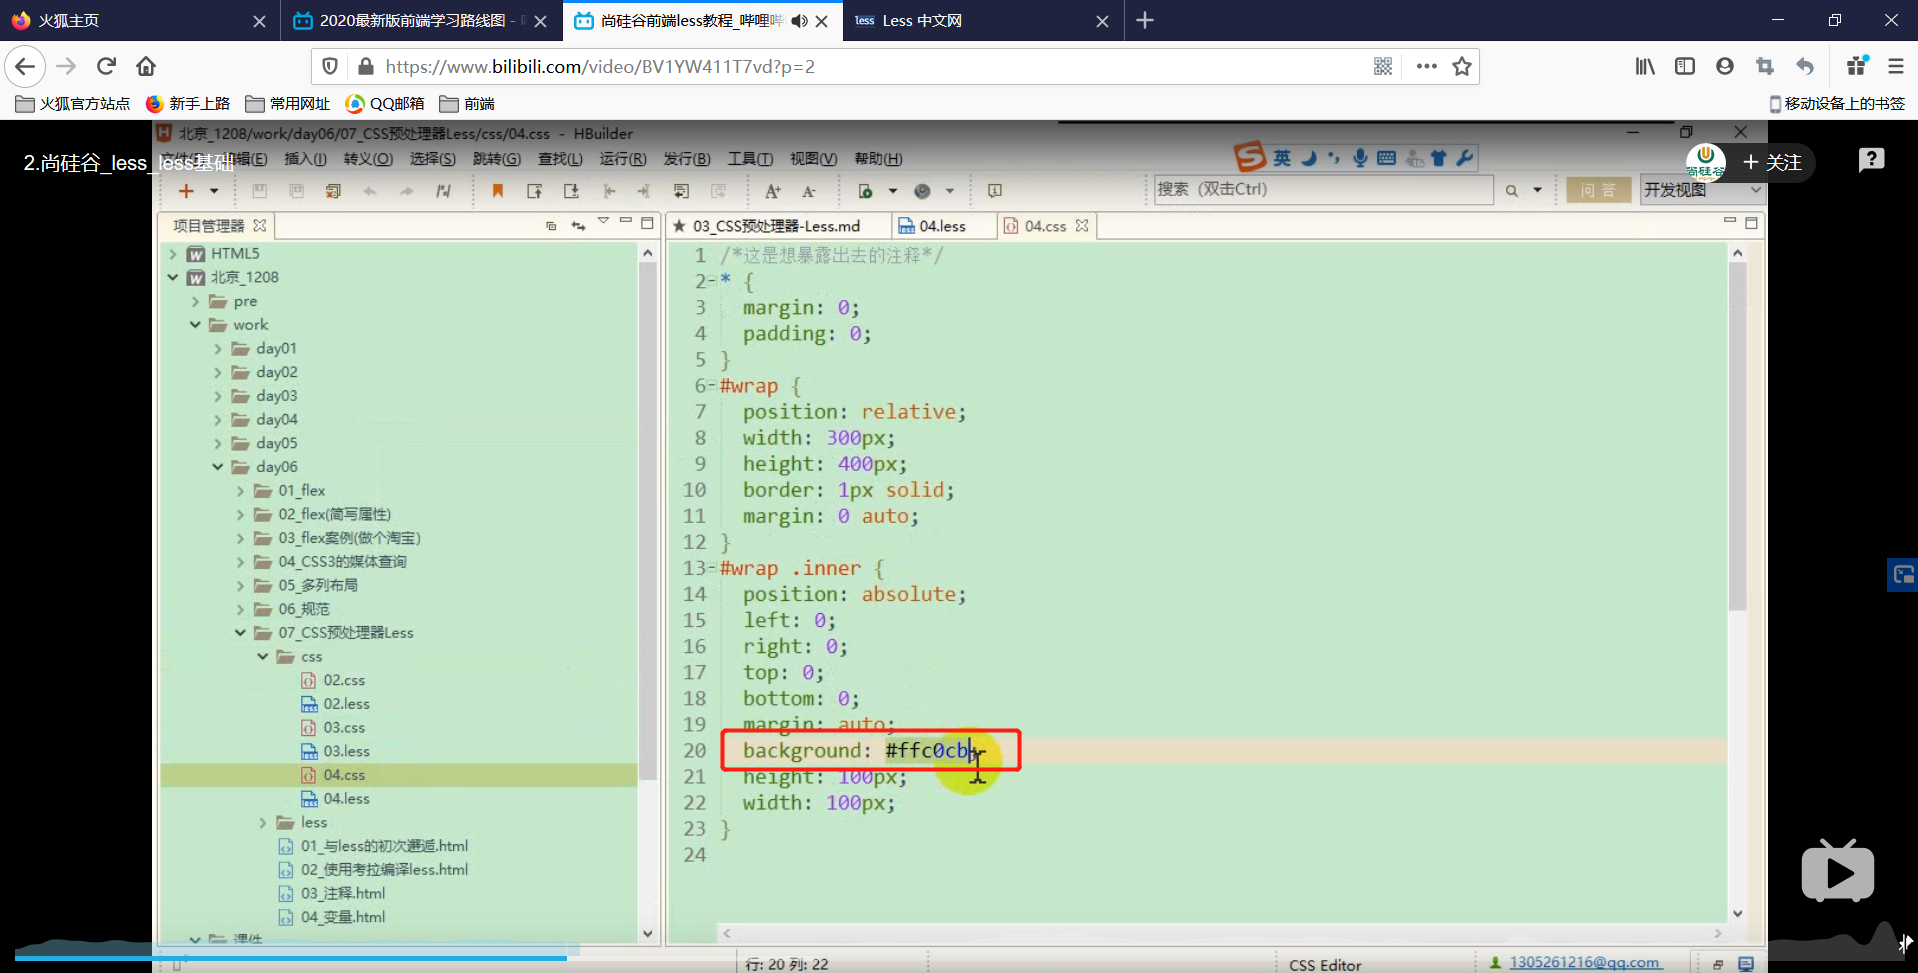 火狐主页
2020最新版前端学习路线图 -
尚硅谷前端less教程_哔哩哔
less Less 中文网
https://www.bilibili.com/video/BV1YW411T7vd?p=2
火狐官方站点 新手上路 常用网址 QQ邮箱 前端 移动设备上的书签
北京_1208/work/day06/07_CSS预处理器Less/css/04.css - HBuilder
2.尚硅谷_less_less基础
编辑(E) 插入(I) 转义(O) 选择(S) 跳转(G) 查找(L) 运行(R) 发行(B) 工具(T) 视图(V) 帮助(H)
英
尚硅谷
+ 关注
搜索 (双击Ctrl)
问 答
开发视图
项目管理器
03_CSS预处理器-Less.md
04.less
04.css
HTML5
北京_1208
pre
work
day01
day02
day03
day04
day05
day06
01_flex
02_flex(简写属性)
03_flex案例(做个淘宝)
04_CSS3的媒体查询
05_多列布局
06_规范
07_CSS预处理器Less
css
02.css
02.less
03.css
03.less
04.css
04.less
less
01_与less的初次邂逅.html
02_使用考拉编译less.html
03_注释.html
04_变量.html
课件
1 /*这是想暴露出去的注释*/
2 * {
3 margin: 0;
4 padding: 0;
5 }
6 #wrap {
7 position: relative;
8 width: 300px;
9 height: 400px;
10 border: 1px solid;
11 margin: 0 auto;
12 }
13 #wrap .inner {
14 position: absolute;
15 left: 0;
16 right: 0;
17 top: 0;
18 bottom: 0;
19 margin: auto;
20 background: #ffc0cb;
21 height: 100px;
22 width: 100px;
23 }
24
行: 20 列: 22
CSS Editor
1305261216@qq.com